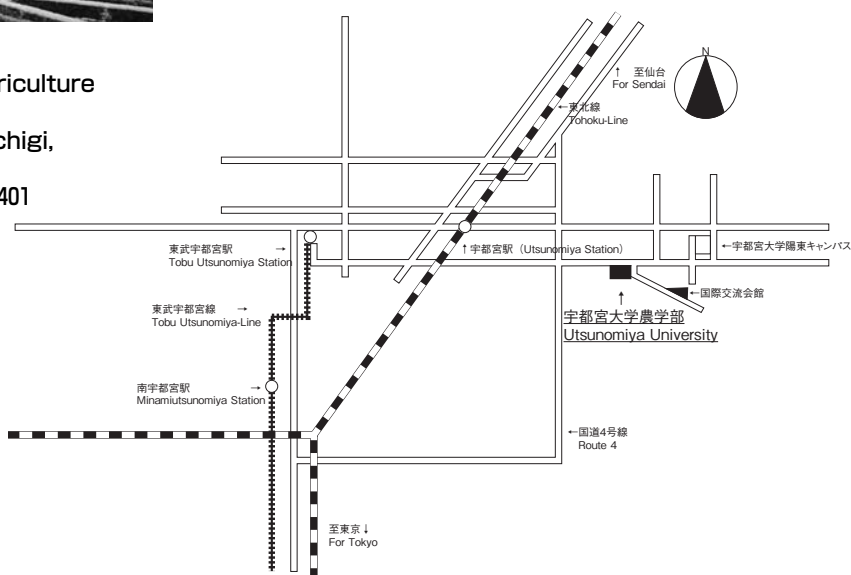 riculture
chigi,
401
N
↑ 至仙台
For Sendai
←東北線
Tohoku-Line
東武宇都宮駅 →
Tobu Utsunomiya Station
↑宇都宮駅（Utsunomiya Station）
←宇都宮大学陽東キャンパス
←国際交流会館
↑
宇都宮大学農学部
Utsunomiya University
東武宇都宮線 →
Tobu Utsunomiya-Line
南宇都宮駅 →
Minamiutsunomiya Station
←国道4号線
Route 4
至東京↓
For Tokyo